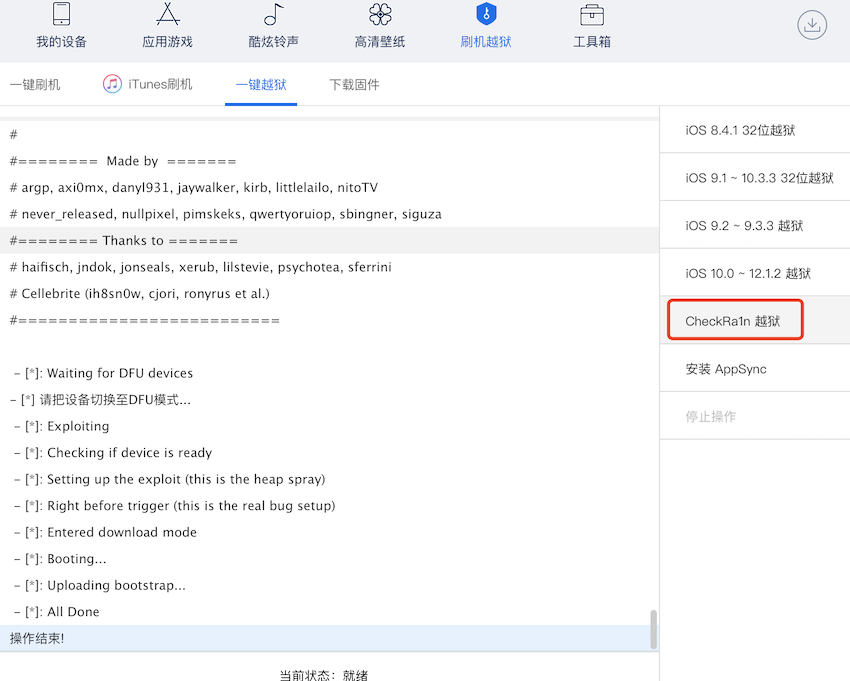 我的设备
应用游戏
酷炫铃声
高清壁纸
刷机越狱
工具箱
一键刷机
iTunes刷机
一键越狱
下载固件
#
#======== Made by =======
# argp, axi0mx, danyl931, jaywalker, kirb, littlelailo, nitoTV
# never_released, nullpixel, pimskeks, qwertyoruiop, sbingner, siguza
#======== Thanks to =======
# haifisch, jndok, jonseals, xerub, lilstevie, psychotea, sferrini
# Cellebrite (ih8sn0w, cjori, ronyrus et al.)
#==========================
– [*]: Waiting for DFU devices
– [*] 请把设备切换至DFU模式...
– [*]: Exploiting
– [*]: Checking if device is ready
– [*]: Setting up the exploit (this is the heap spray)
– [*]: Right before trigger (this is the real bug setup)
– [*]: Entered download mode
– [*]: Booting...
– [*]: Uploading bootstrap...
– [*]: All Done
操作结束!
当前状态：就绪
iOS 8.4.1 32位越狱
iOS 9.1 ~ 10.3.3 32位越狱
iOS 9.2 ~ 9.3.3 越狱
iOS 10.0 ~ 12.1.2 越狱
CheckRa1n 越狱
安装 AppSync
停止操作